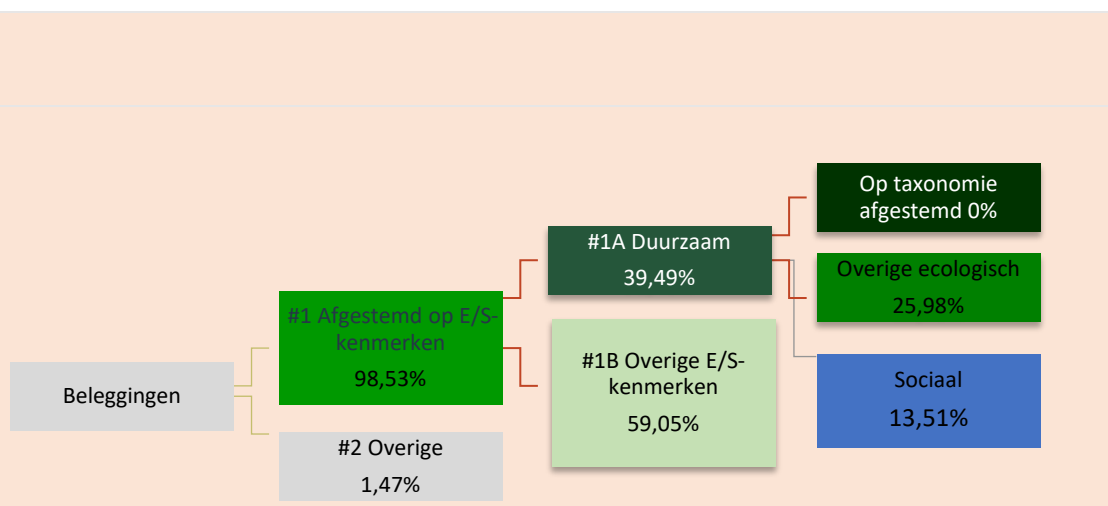 Beleggingen
#1 Afgestemd op E/S-
kenmerken
98,53%
#2 Overige
1,47%
#1A Duurzaam
39,49%
#1B Overige E/S-
kenmerken
59,05%
Op taxonomie
afgestemd 0%
Overige ecologisch
25,98%
Sociaal
13,51%